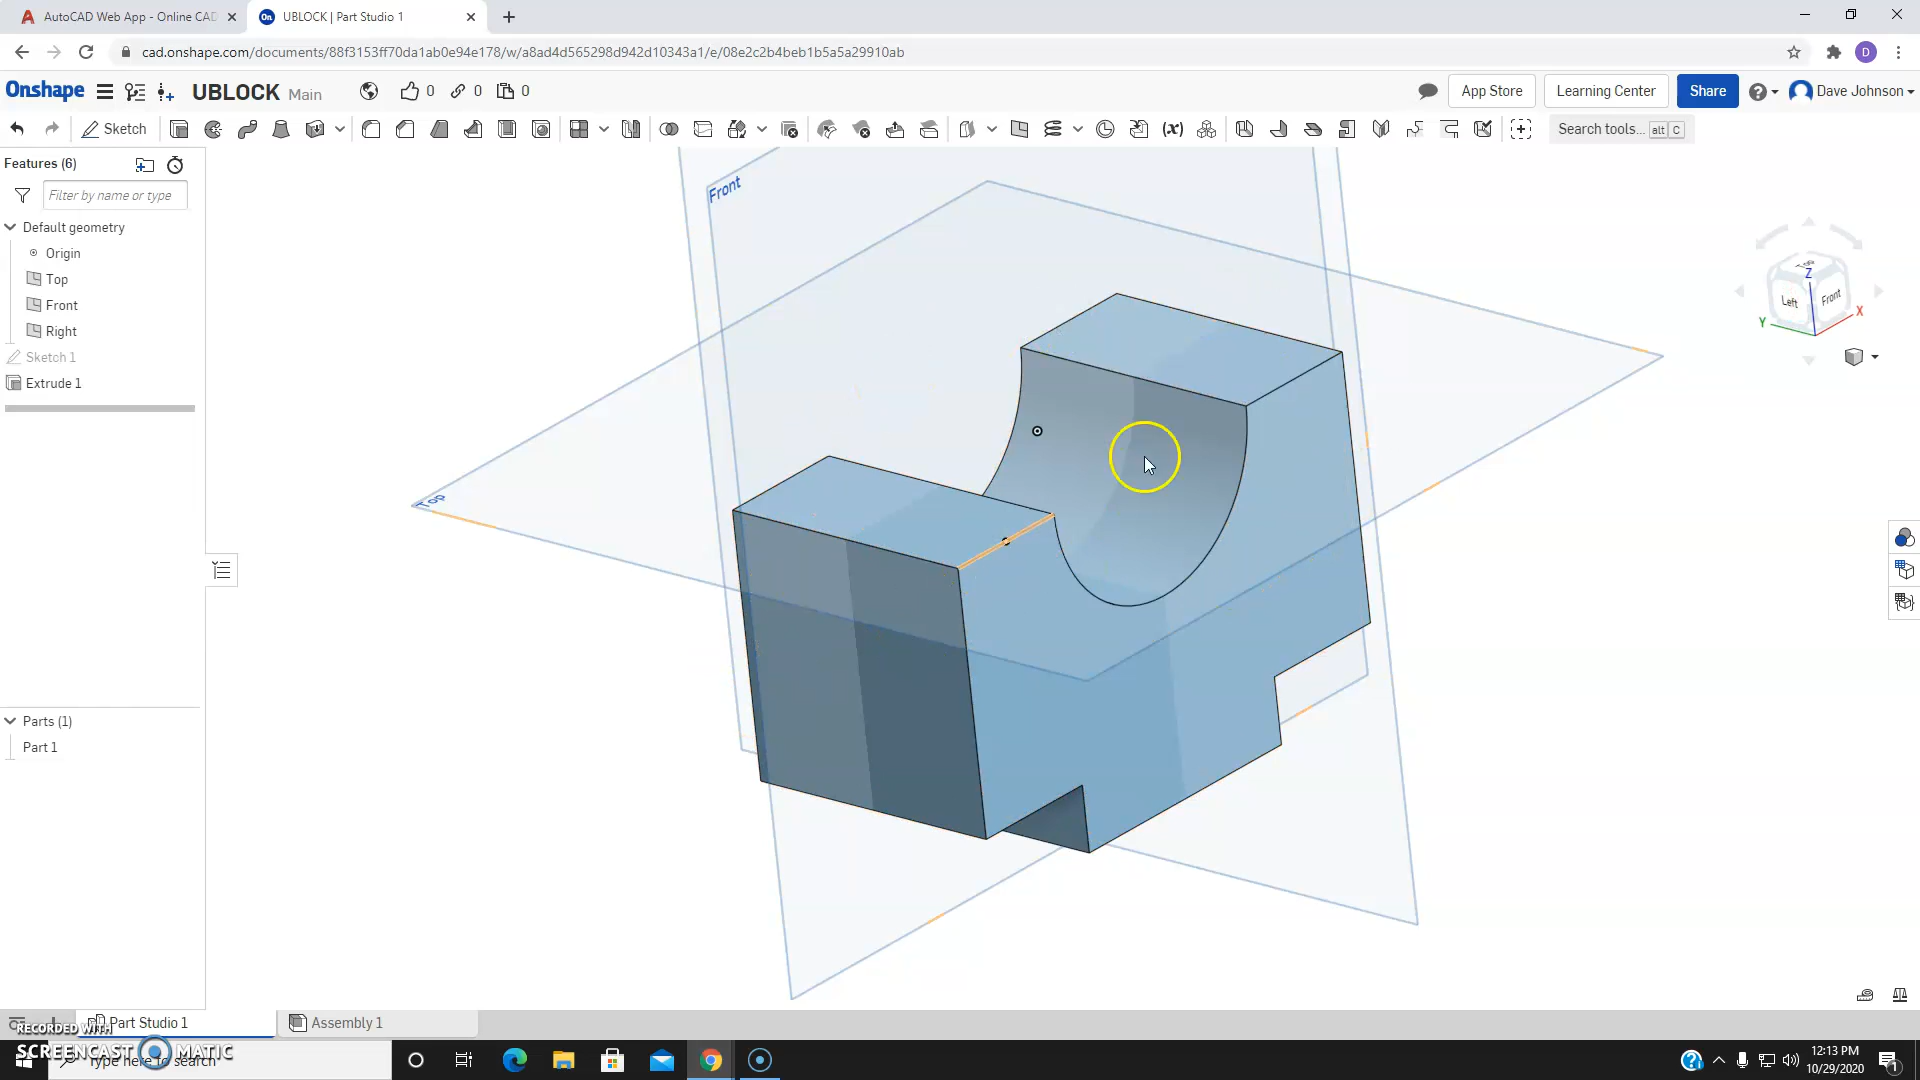 AutoCAD Web App - Online CAD
UBLOCK | Part Studio 1
cad.onshape.com/documents/88f3153ff70da1ab0e94e178/w/a8ad4d565298d942d10343a1/e/08e2c2b4beb1b5a5a29910ab
D
Onshape
UBLOCK Main
0 0 0
App Store
Learning Center
Share
Dave Johnson
Sketch
(x)
Search tools... alt C
Features (6)
Filter by name or type
Default geometry
Origin
Top
Front
Right
Sketch 1
Extrude 1
Parts (1)
Part 1
Front
Top
Top
Z
Left
Front
X
Y
Part Studio 1
Assembly 1
RECORDED WITH
SCREENCAST MATIC
Type here to search
12:13 PM
10/29/2020
1